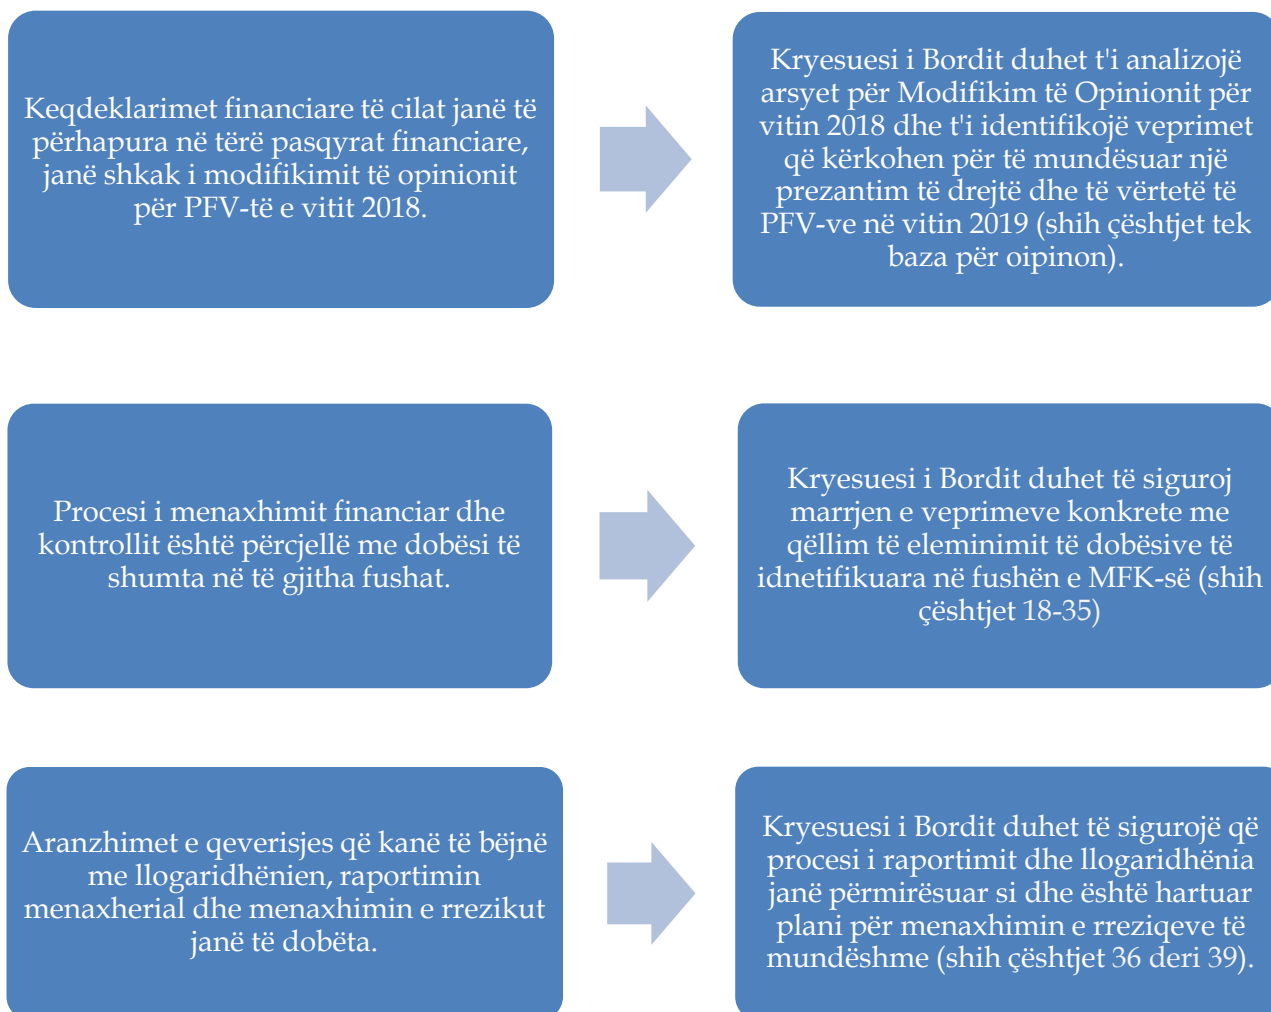 Keqdeklarimet financiare të cilat janë të
përhapura në tërë pasqyrat financiare,
janë shkak i modifikimit të opinionit
për PFV-të e vitit 2018.
Kryesuesi i Bordit duhet t'i analizojë
arsyet për Modifikim të Opinionit për
vitin 2018 dhe t'i identifikojë veprimet
që kërkohen për të mundësuar një
prezantim të drejtë dhe të vërtetë të
PFV-ve në vitin 2019 (shih çështjet tek
baza për oipinon).
Procesi i menaxhimit financiar dhe
kontrollit është përcjellë me dobësi të
shumta në të gjitha fushat.
Kryesuesi i Bordit duhet të siguroj
marrjen e veprimeve konkrete me
qëllim të eleminimit të dobësive të
idnetifikuara në fushën e MFK-së (shih
çështjet 18-35)
Aranzhimet e qeverisjes që kanë të bëjnë
me llogaridhënien, raportimin
menaxherial dhe menaxhimin e rrezikut
janë të dobëta.
Kryesuesi i Bordit duhet të sigurojë që
procesi i raportimit dhe llogaridhënia
janë përmirësuar si dhe është hartuar
plani për menaxhimin e rreziqeve të
mundëshme (shih çështjet 36 deri 39).